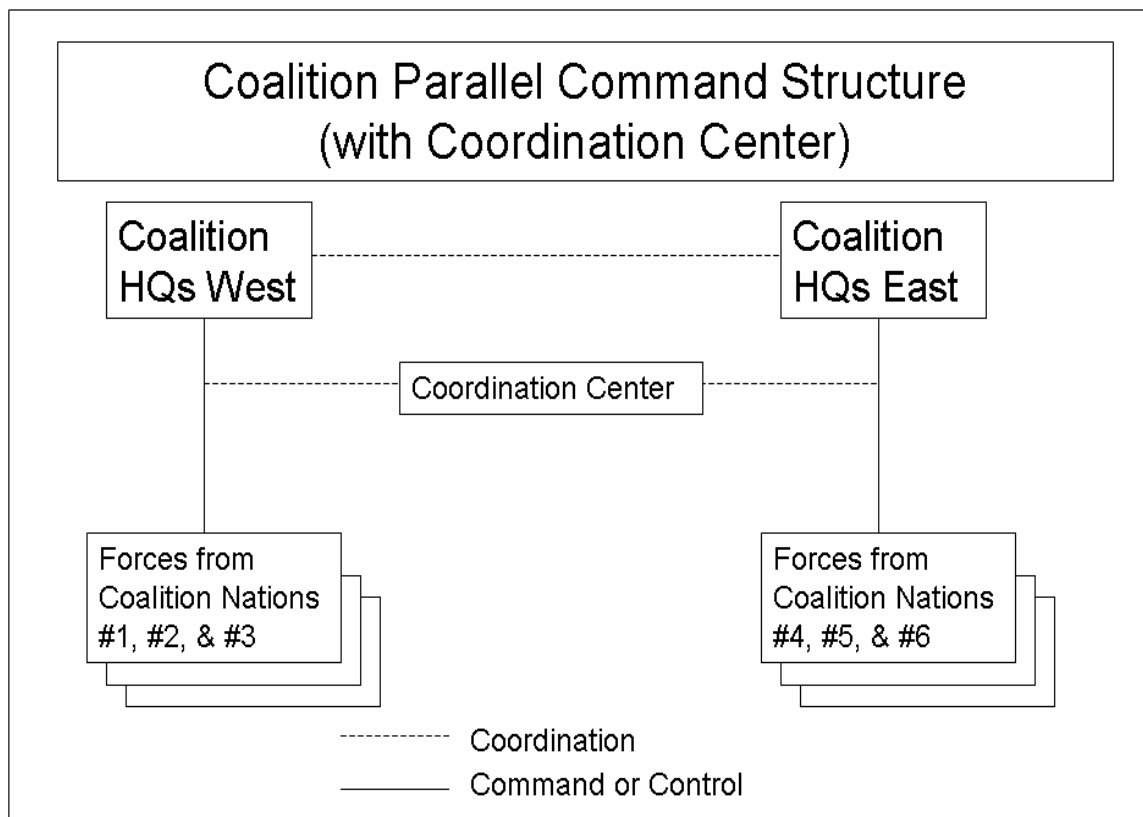 Coalition Parallel Command Structure
(with Coordination Center)
Coalition
HQs West
Coalition
HQs East
Coordination Center
Forces from
Coalition Nations
#1, #2, & #3
Forces from
Coalition Nations
#4, #5, & #6
Coordination
Command or Control